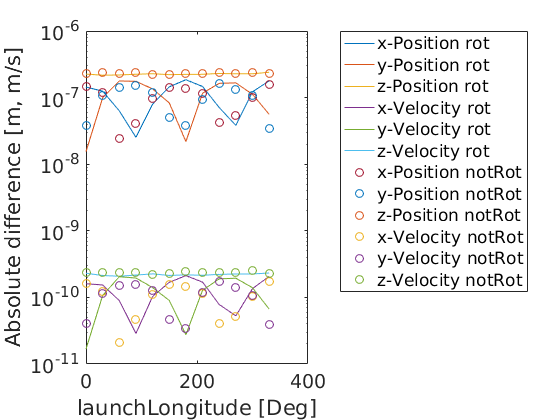 Absolute difference [m, m/s]
10-6
10-7
10-8
10-9
10-10
10-11
0
200
400
launchLongitude [Deg]
x-Position rot
y-Position rot
z-Position rot
x-Velocity rot
y-Velocity rot
z-Velocity rot
x-Position notRot
y-Position notRot
z-Position notRot
x-Velocity notRot
y-Velocity notRot
z-Velocity notRot